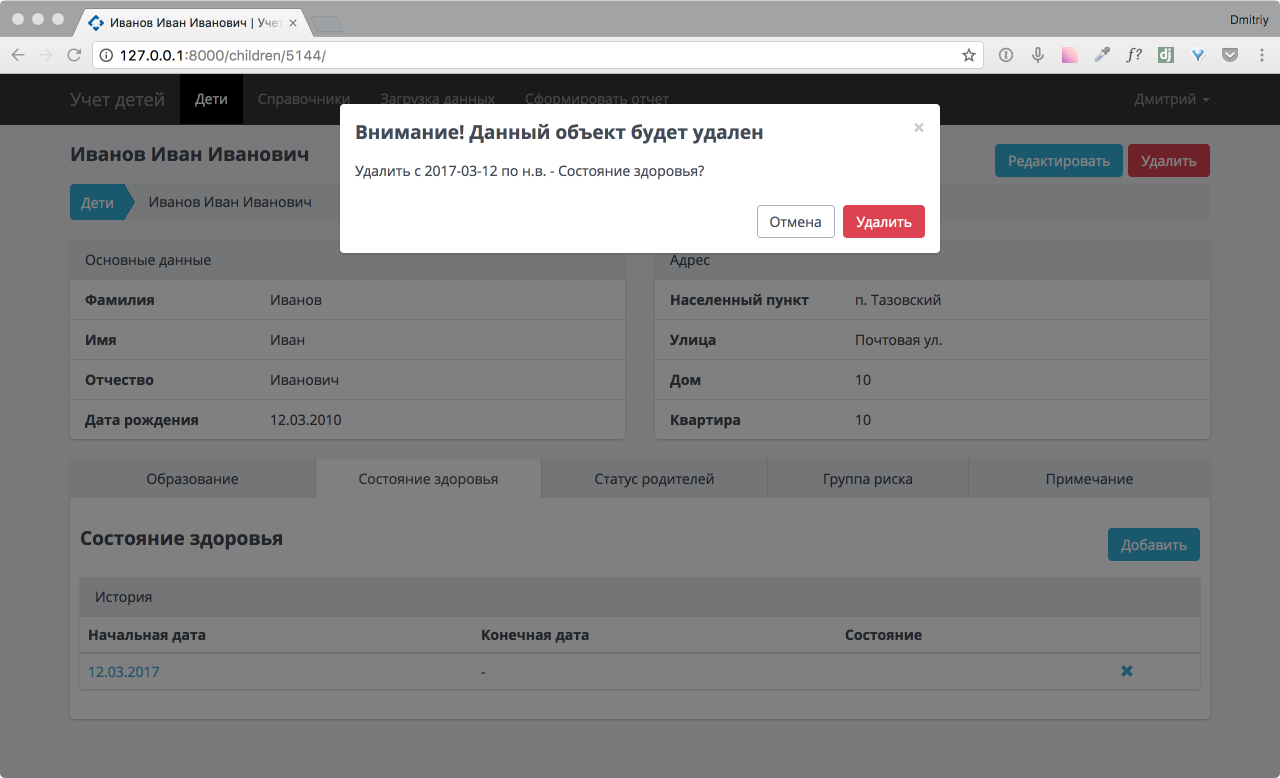 Иванов Иван Иванович | Учет
Dmitriy
127.0.0.1:8000/children/5144/
f?
dj
Учет детей Дети Справочники Загрузка данных Сформировать отчет Дмитрий
Внимание! Данный объект будет удален ×
Удалить с 2017-03-12 по н.в. - Состояние здоровья?
Отмена Удалить
Иванов Иван Иванович
Редактировать Удалить
Дети Иванов Иван Иванович
Основные данные
Фамилия Иванов
Имя Иван
Отчество Иванович
Дата рождения 12.03.2010
Адрес
Населенный пункт п. Тазовский
Улица Почтовая ул.
Дом 10
Квартира 10
Образование Состояние здоровья Статус родителей Группа риска Примечание
Состояние здоровья
Добавить
История
Начальная дата Конечная дата Состояние
12.03.2017 -